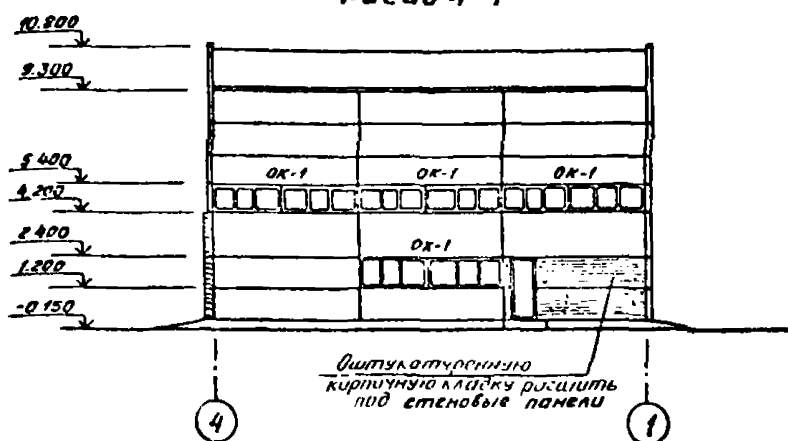 Фасад 4-1
10.800
9.300
5.400
4.200
2.400
1.200
-0.150
ОК-1 ОК-1 ОК-1
ОК-1
Оштукатуренную
кирпичную кладку расшить
под стеновые панели
4 1